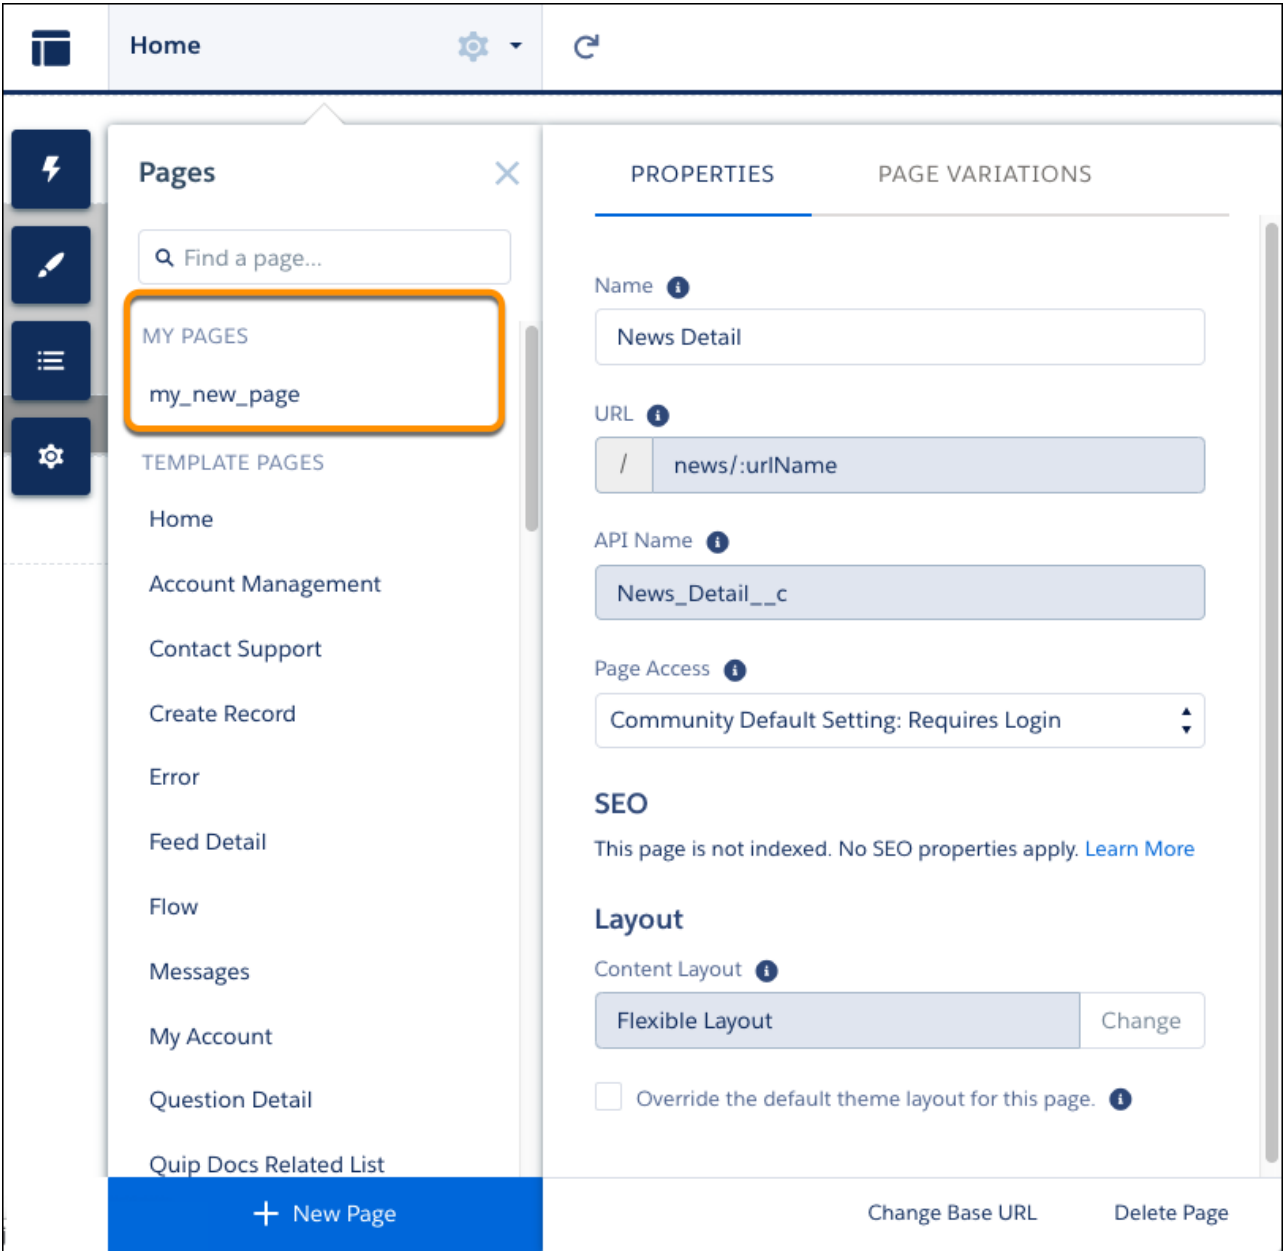 Home
Pages
Find a page...
MY PAGES
my_new_page
TEMPLATE PAGES
Home
Account Management
Contact Support
Create Record
Error
Feed Detail
Flow
Messages
My Account
Question Detail
Quip Docs Related List
+ New Page
PROPERTIES PAGE VARIATIONS
Name
News Detail
URL
/ news/:urlName
API Name
News_Detail__c
Page Access
Community Default Setting: Requires Login
SEO
This page is not indexed. No SEO properties apply. Learn More
Layout
Content Layout
Flexible Layout Change
Override the default theme layout for this page.
Change Base URL Delete Page